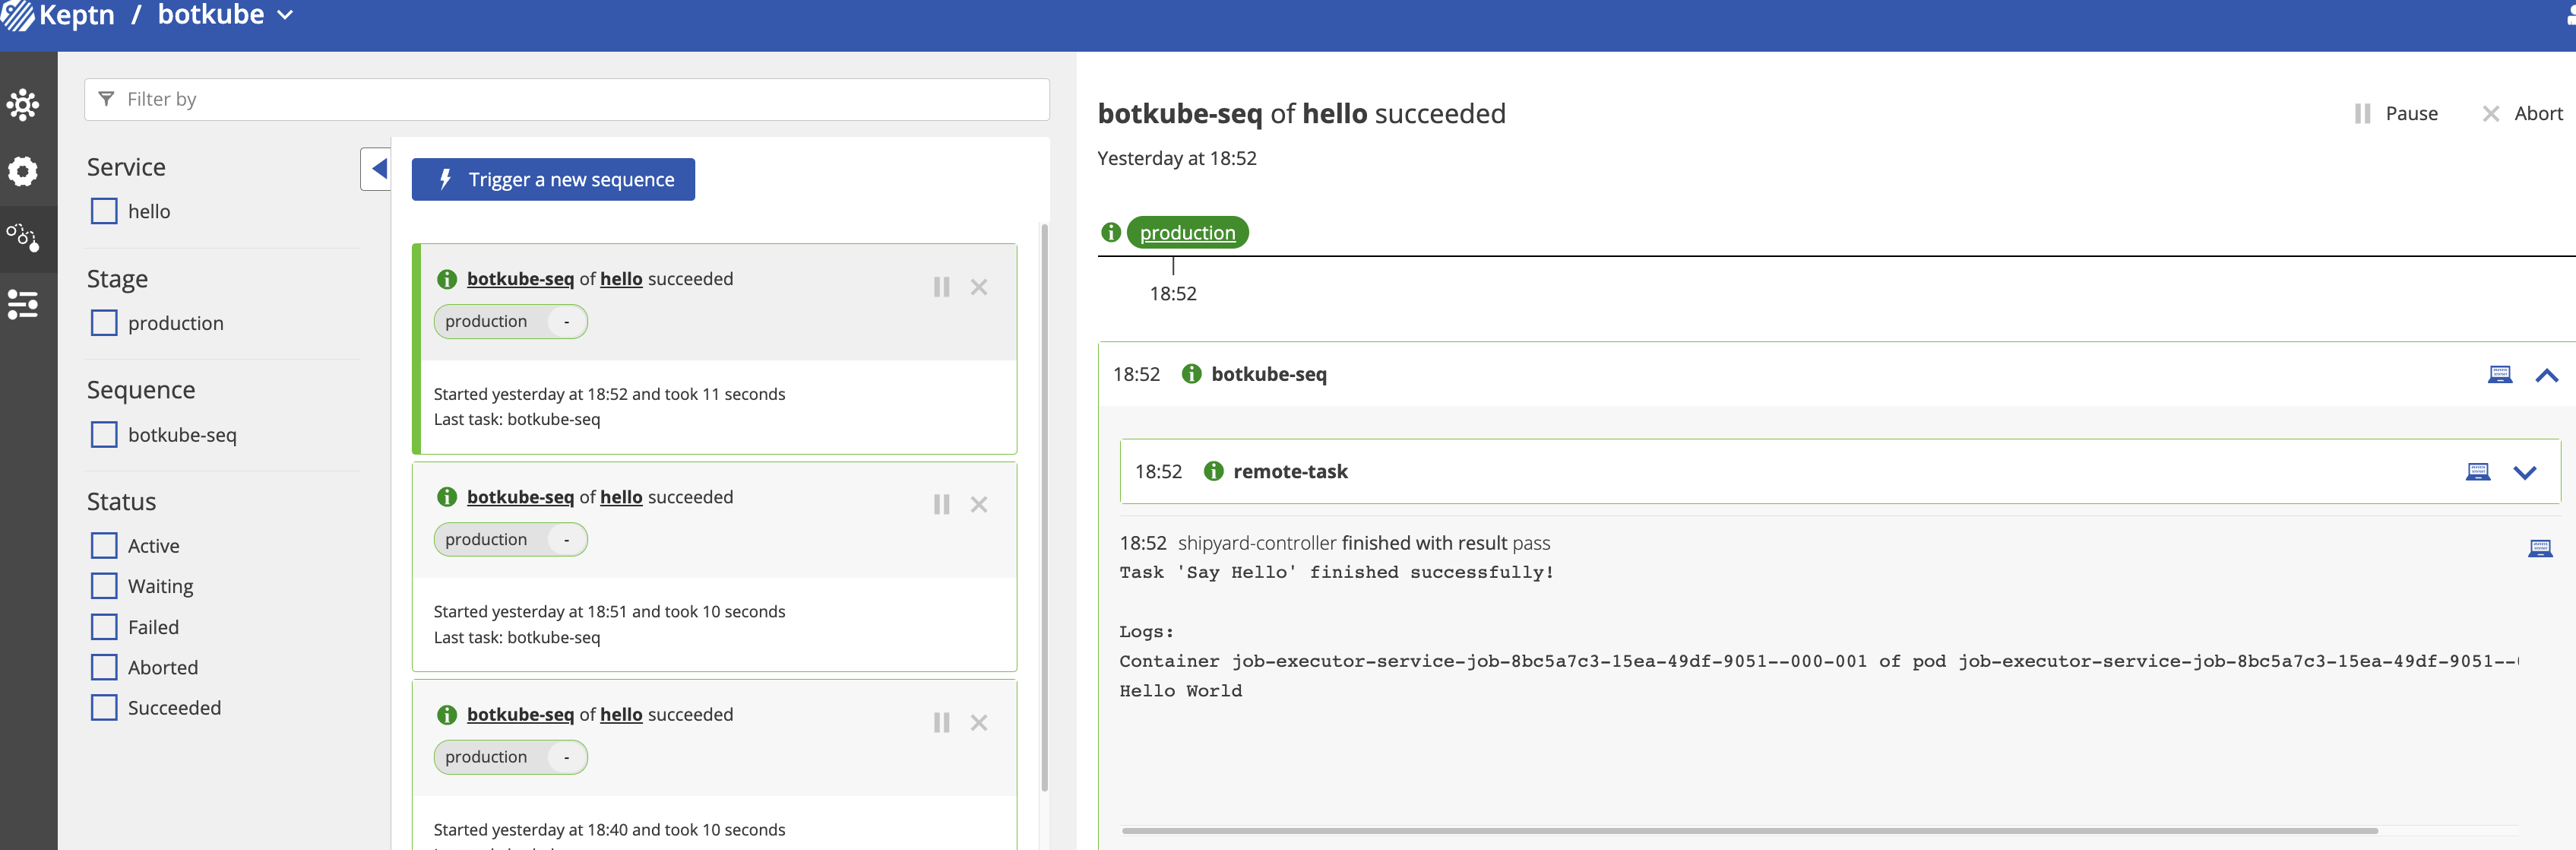 Keptn / botkube
Filter by
Service
hello
Stage
production
Sequence
botkube-seq
Status
Active
Waiting
Failed
Aborted
Succeeded
Trigger a new sequence
botkube-seq of hello succeeded
production -
Started yesterday at 18:52 and took 11 seconds
Last task: botkube-seq
botkube-seq of hello succeeded
production -
Started yesterday at 18:51 and took 10 seconds
Last task: botkube-seq
botkube-seq of hello succeeded
production -
Started yesterday at 18:40 and took 10 seconds
botkube-seq of hello succeeded
Pause
Abort
Yesterday at 18:52
production
18:52
18:52 botkube-seq
18:52 remote-task
18:52 shipyard-controller finished with result pass
Task 'Say Hello' finished successfully!
Logs:
Container job-executor-service-job-8bc5a7c3-15ea-49df-9051--000-001 of pod job-executor-service-job-8bc5a7c3-15ea-49df-9051--
Hello World